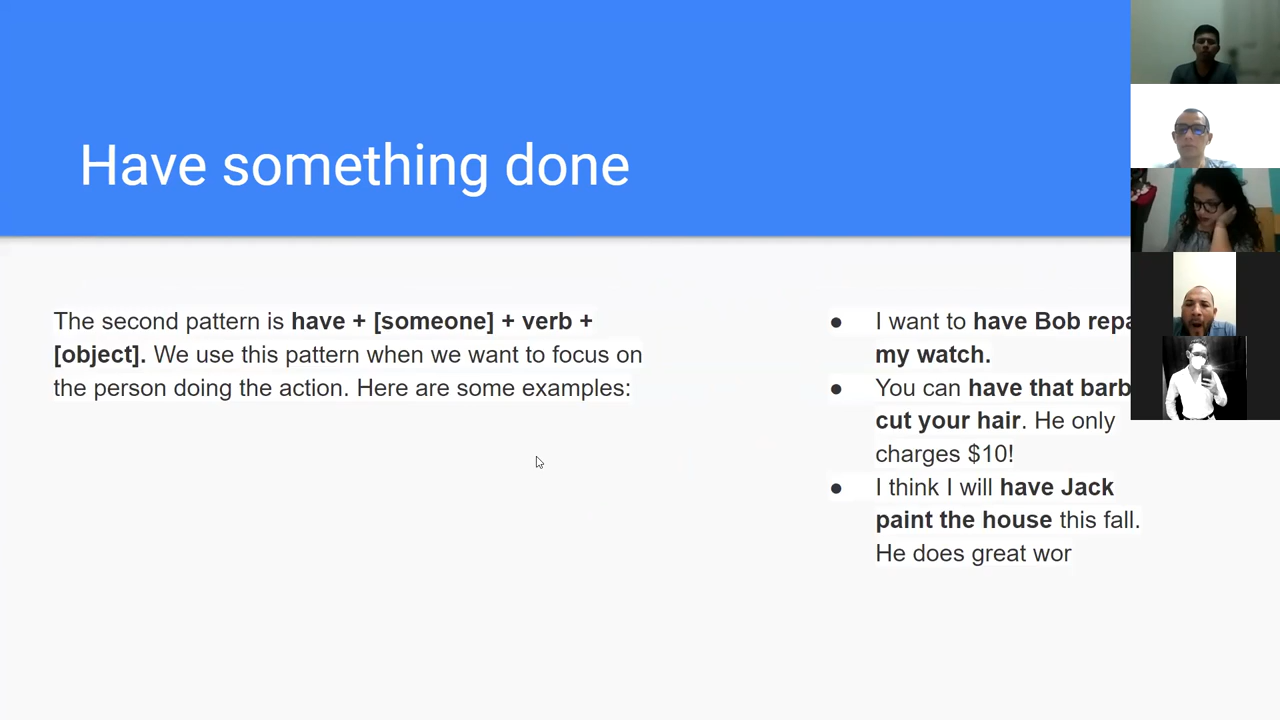 Have something done
The second pattern is have + [someone] + verb +
[object]. We use this pattern when we want to focus on
the person doing the action. Here are some examples:
● I want to have Bob repa
my watch.
● You can have that barb
cut your hair. He only
charges $10!
● I think I will have Jack
paint the house this fall.
He does great wor